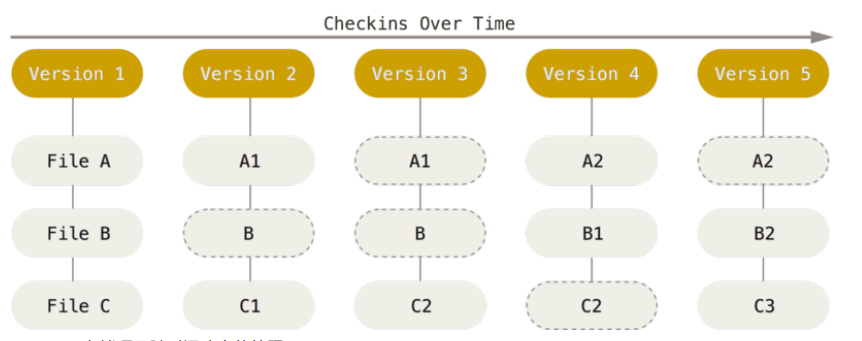 Checkins Over Time
Version 1 Version 2 Version 3 Version 4 Version 5
File A A1 A1 A2 A2
File B B B B1 B2
File C C1 C2 C2 C3